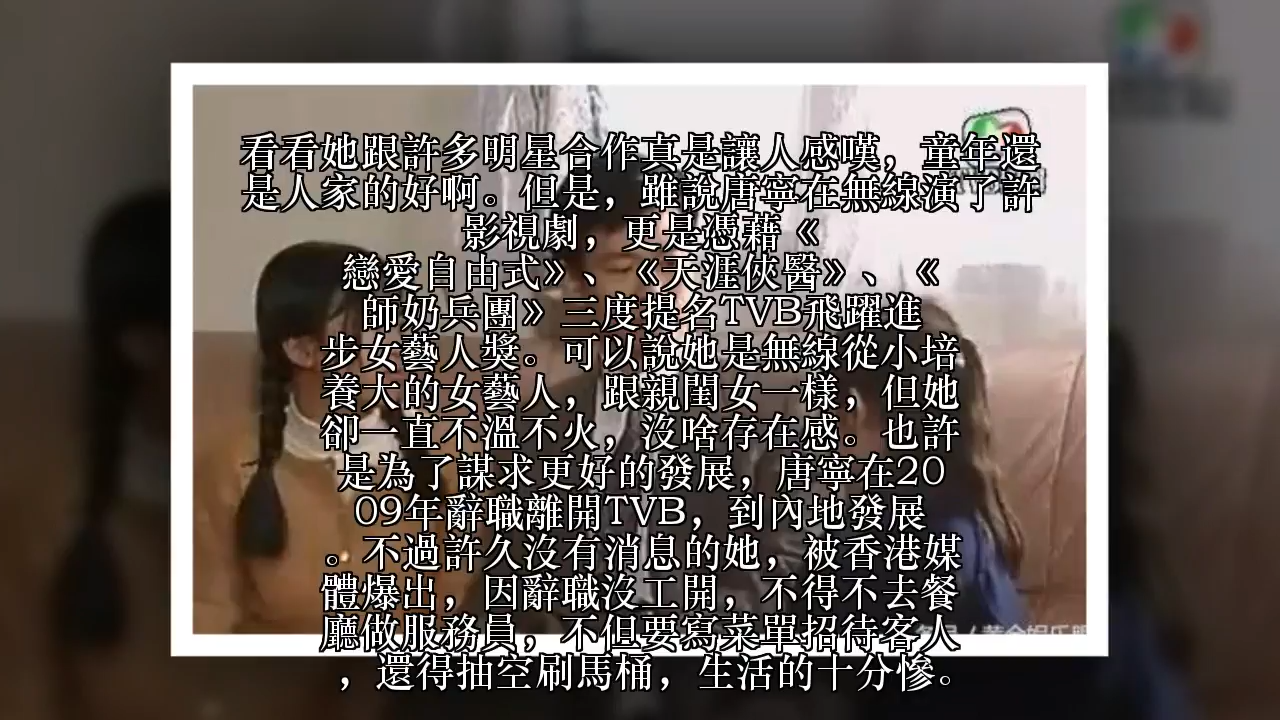 看看她跟許多明星合作真是讓人感嘆，童年還
是人家的好啊。但是，雖說唐寧在無線演了許
影視劇，更是憑藉《
戀愛自由式》、《天涯俠醫》、《
師奶兵團》三度提名TVB飛躍進
步女藝人獎。可以說她是無線從小培
養大的女藝人，跟親閨女一樣，但她
卻一直不溫不火，沒啥存在感。也許
是為了謀求更好的發展，唐寧在20
09年辭職離開TVB，到內地發展
。不過許久沒有消息的她，被香港媒
體爆出，因辭職沒工開，不得不去餐
廳做服務員，不但要寫菜單招待客人
，還得抽空刷馬桶，生活的十分慘。